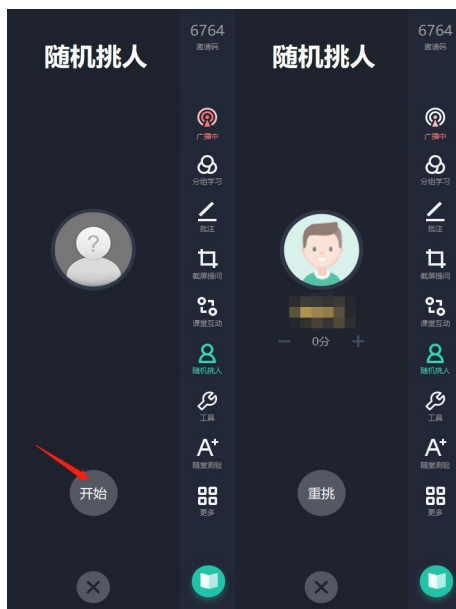 随机挑人
6764
邀请码
广播中
分组学习
批注
截屏提问
课堂互动
随机挑人
工具
A+
随堂测验
更多
?
开始
随机挑人
6764
邀请码
广播中
分组学习
批注
截屏提问
课堂互动
随机挑人
工具
A+
随堂测验
更多
0分
重挑